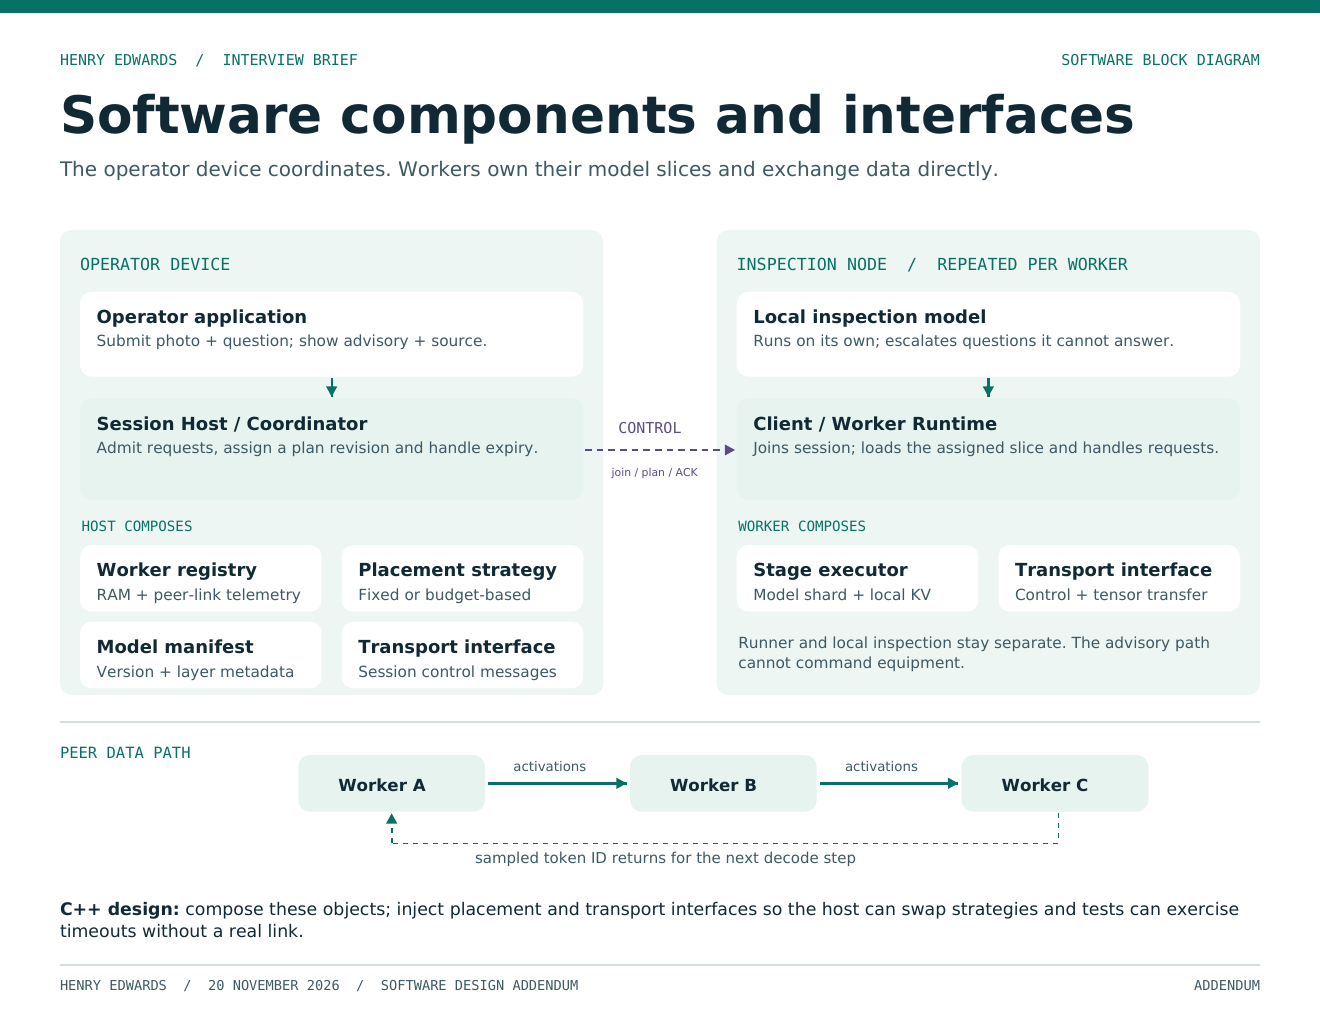 HENRY EDWARDS / INTERVIEW BRIEF
SOFTWARE BLOCK DIAGRAM
Software components and interfaces
The operator device coordinates. Workers own their model slices and exchange data directly.
OPERATOR DEVICE
Operator application
Submit photo + question; show advisory + source.
Session Host / Coordinator
Admit requests, assign a plan revision and handle expiry.
HOST COMPOSES
Worker registry
RAM + peer-link telemetry
Placement strategy
Fixed or budget-based
Model manifest
Version + layer metadata
Transport interface
Session control messages
CONTROL
join / plan / ACK
INSPECTION NODE / REPEATED PER WORKER
Local inspection model
Runs on its own; escalates questions it cannot answer.
Client / Worker Runtime
Joins session; loads the assigned slice and handles requests.
WORKER COMPOSES
Stage executor
Model shard + local KV
Transport interface
Control + tensor transfer
Runner and local inspection stay separate. The advisory path
cannot command equipment.
PEER DATA PATH
Worker A
activations
Worker B
activations
Worker C
sampled token ID returns for the next decode step
C++ design: compose these objects; inject placement and transport interfaces so the host can swap strategies and tests can exercise
timeouts without a real link.
HENRY EDWARDS / 20 NOVEMBER 2026 / SOFTWARE DESIGN ADDENDUM
ADDENDUM